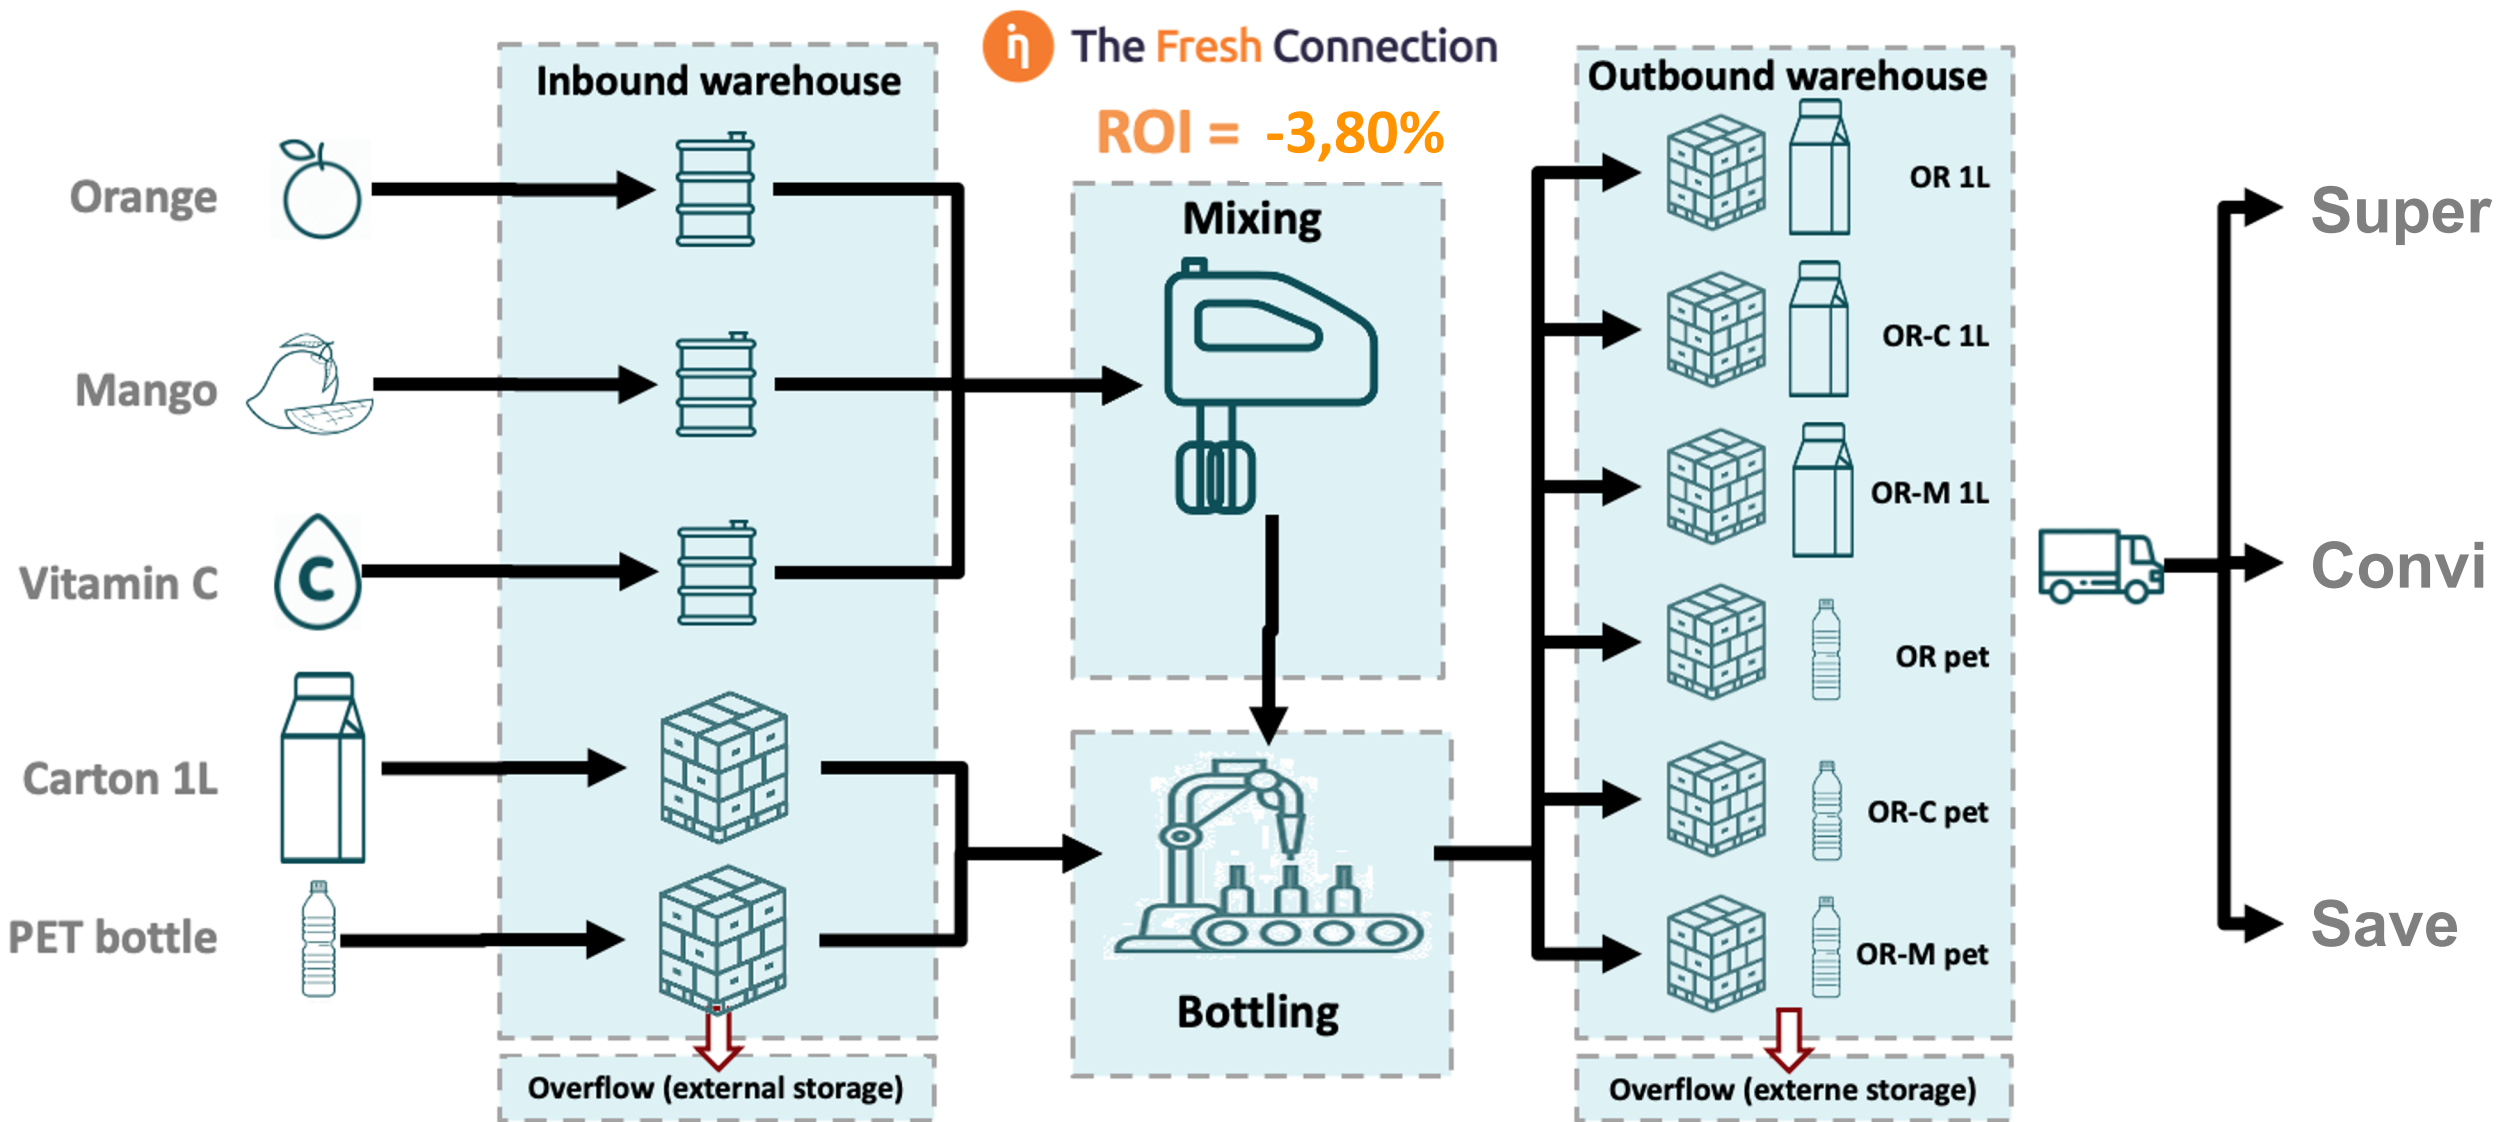 The Fresh Connection
ROI = -3,80%
Orange
Mango
Vitamin C
C
Carton 1L
PET bottle
Inbound warehouse
Overflow (external storage)
Mixing
Bottling
Outbound warehouse
OR 1L
OR-C 1L
OR-M 1L
OR pet
OR-C pet
OR-M pet
Overflow (externe storage)
Super
Convi
Save